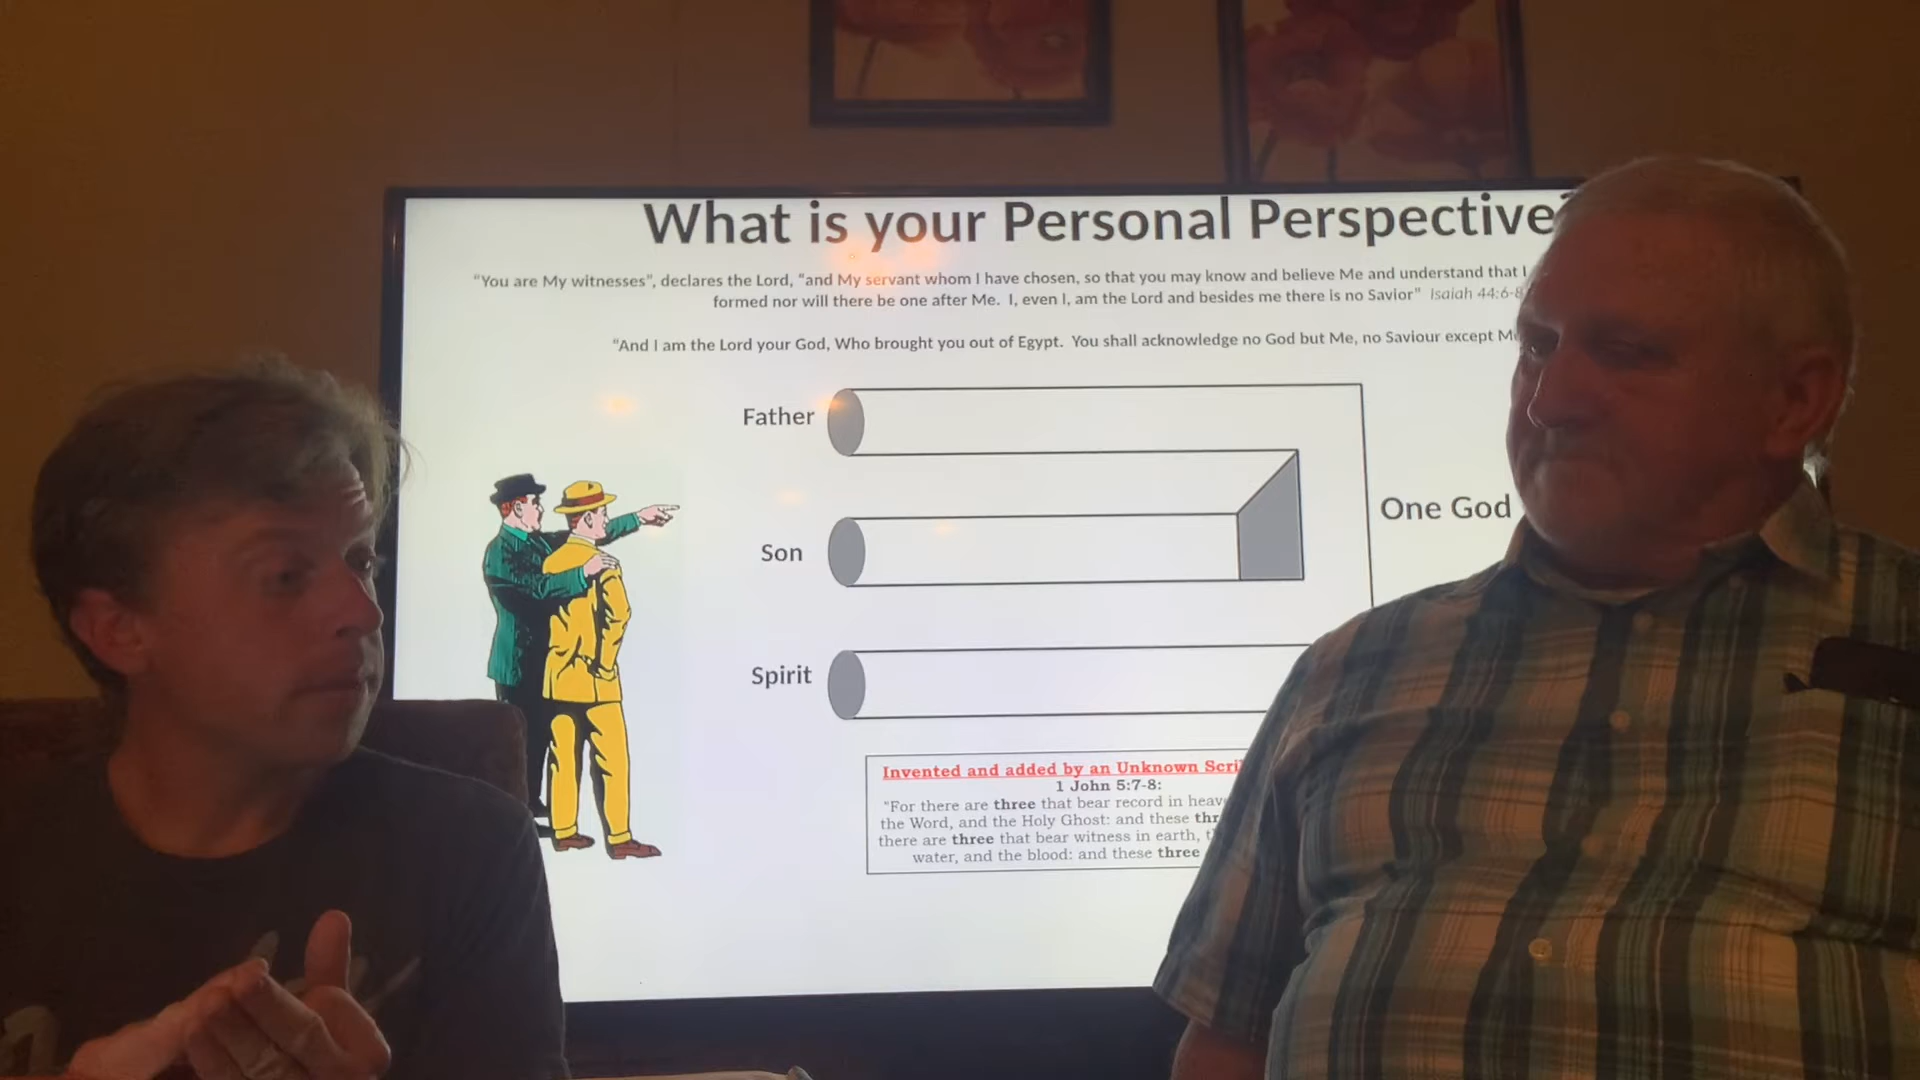 What is your Personal Perspective?
"You are My witnesses", declares the Lord, "and My servant whom I have chosen, so that you may know and believe Me and understand that I
formed nor will there be one after Me. I, even I, am the Lord and besides me there is no Savior" Isaiah 44:6-8
"And I am the Lord your God, Who brought you out of Egypt. You shall acknowledge no God but Me, no Saviour except
Father
One God
Son
Spirit
Invented and added by an Unknown
1 John 5:7-8:
"For there are three that bear record in
the Word, and the Holy Ghost: and these
there are three that bear witness in earth,
water, and the blood: and these three